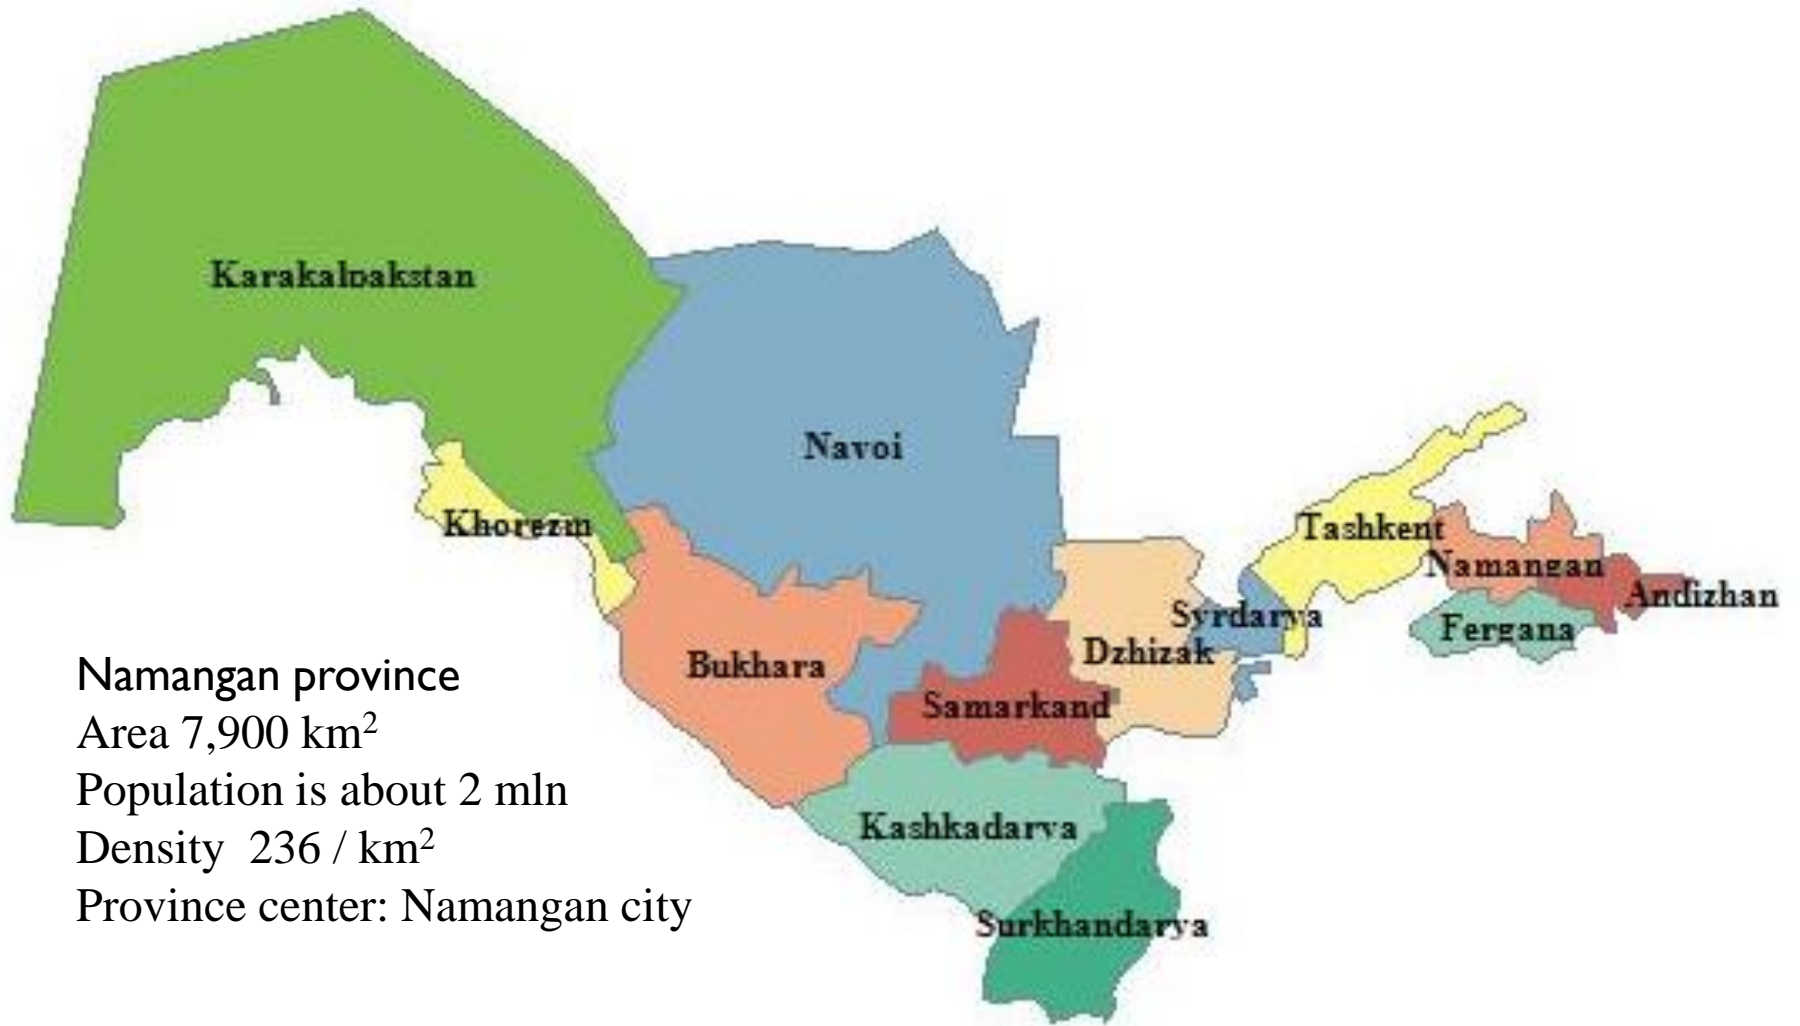 Karakalpakstan
Navoi
Khorezm
Tashkent
Namangan
Andizhan
Syrdarya
Fergana
Dzhizak
Bukhara
Samarkand
Kashkadarya
Surkhandarya
Namangan province
Area 7,900 km²
Population is about 2 mln
Density 236 / km²
Province center: Namangan city